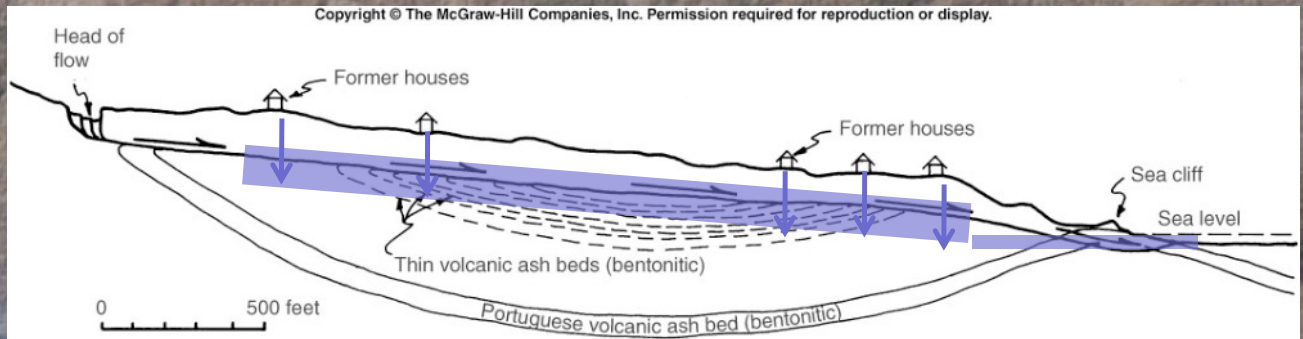 Copyright © The McGraw-Hill Companies, Inc. Permission required for reproduction or display.
Head of
flow
Former houses
Former houses
Sea cliff
Sea level
Thin volcanic ash beds (bentonitic)
0 500 feet
Portuguese volcanic ash bed (bentonitic)